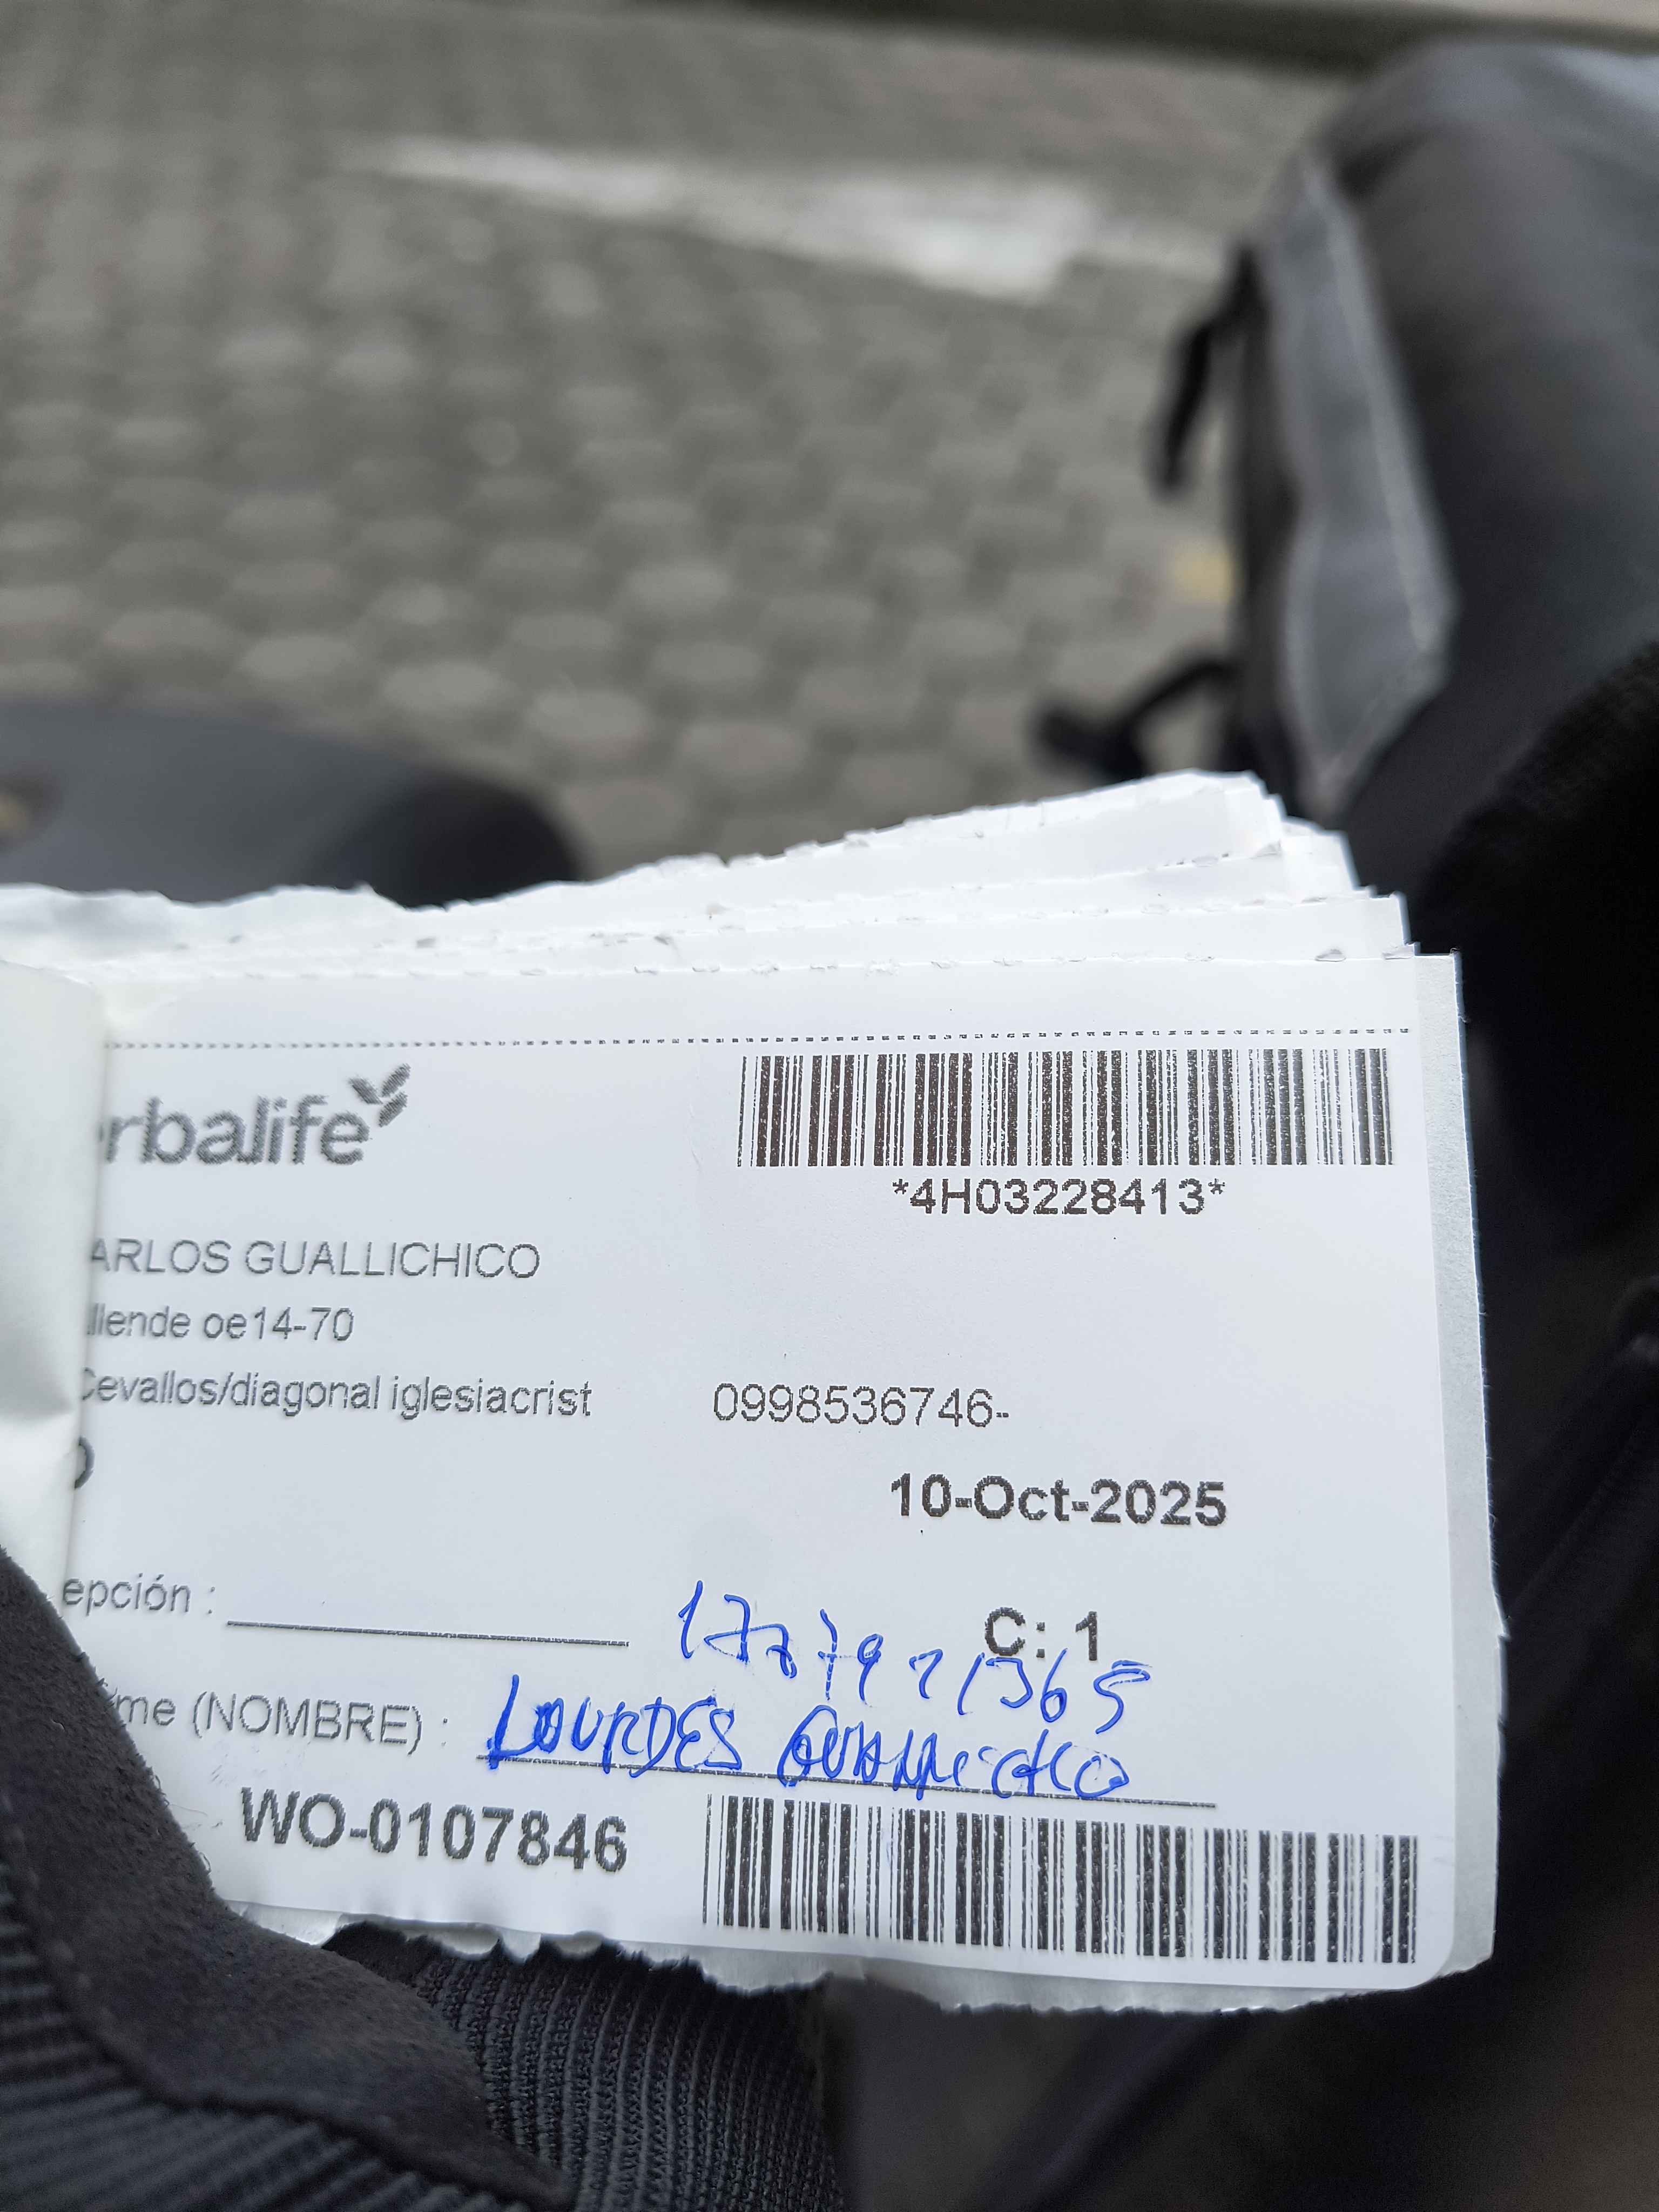 erbalife
*4H03228413*
ARLOS GUALLICHICO
llende oe14-70
Cevallos/diagonal iglesiacrist 0998536746-
O
10-Oct-2025
epción :
C: 1
me (NOMBRE) : LOURDES GUALLICHICO
WO-0107846